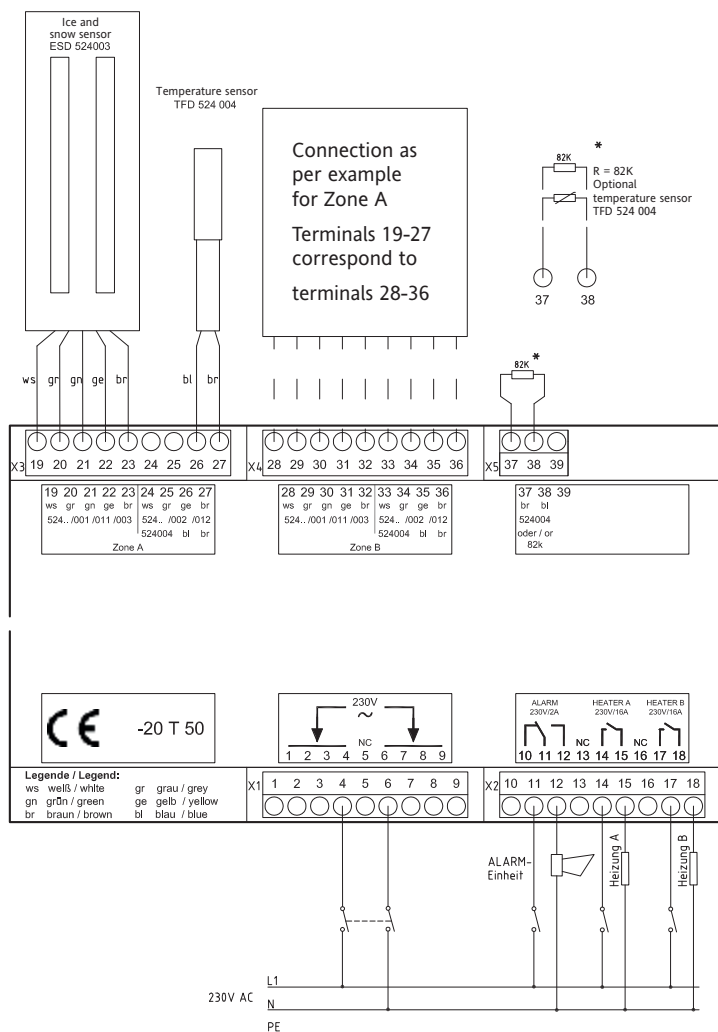 Ice and
snow sensor
ESD 524003
Temperature sensor
TFD 524 004
Connection as
per example
for Zone A
Terminals 19-27
correspond to
terminals 28-36
*
82K
R = 82K
Optional
temperature sensor
TFD 524 004
37 38
82K *
ws gr gn ge br bl br
X3 19 20 21 22 23 24 25 26 27 X4 28 29 30 31 32 33 34 35 36 X5 37 38 39
19 20 21 22 23 24 25 26 27
ws gr gn ge br ws gr ge br
524.. /001 /011 /003 524.. /002 /012
524004 bl br
Zone A
28 29 30 31 32 33 34 35 36
ws gr gn ge br ws gr ge br
524.. /001 /011 /003 524.. /002 /012
524004 bl br
Zone B
37 38 39
br bl
524004
oder / or
82k
CE -20 T 50
230V
~
NC
1 2 3 4 5 6 7 8 9
ALARM
230V/2A
HEATER A
230V/16A
HEATER B
230V/16A
NC NC
10 11 12 13 14 15 16 17 18
Legende / Legend:
ws weiß / white gr grau / grey
gn grün / green ge gelb / yellow
br braun / brown bl blau / blue
X1 1 2 3 4 5 6 7 8 9 X2 10 11 12 13 14 15 16 17 18
ALARM-
Einheit
Heizung A
Heizung B
230V AC
L1
N
PE